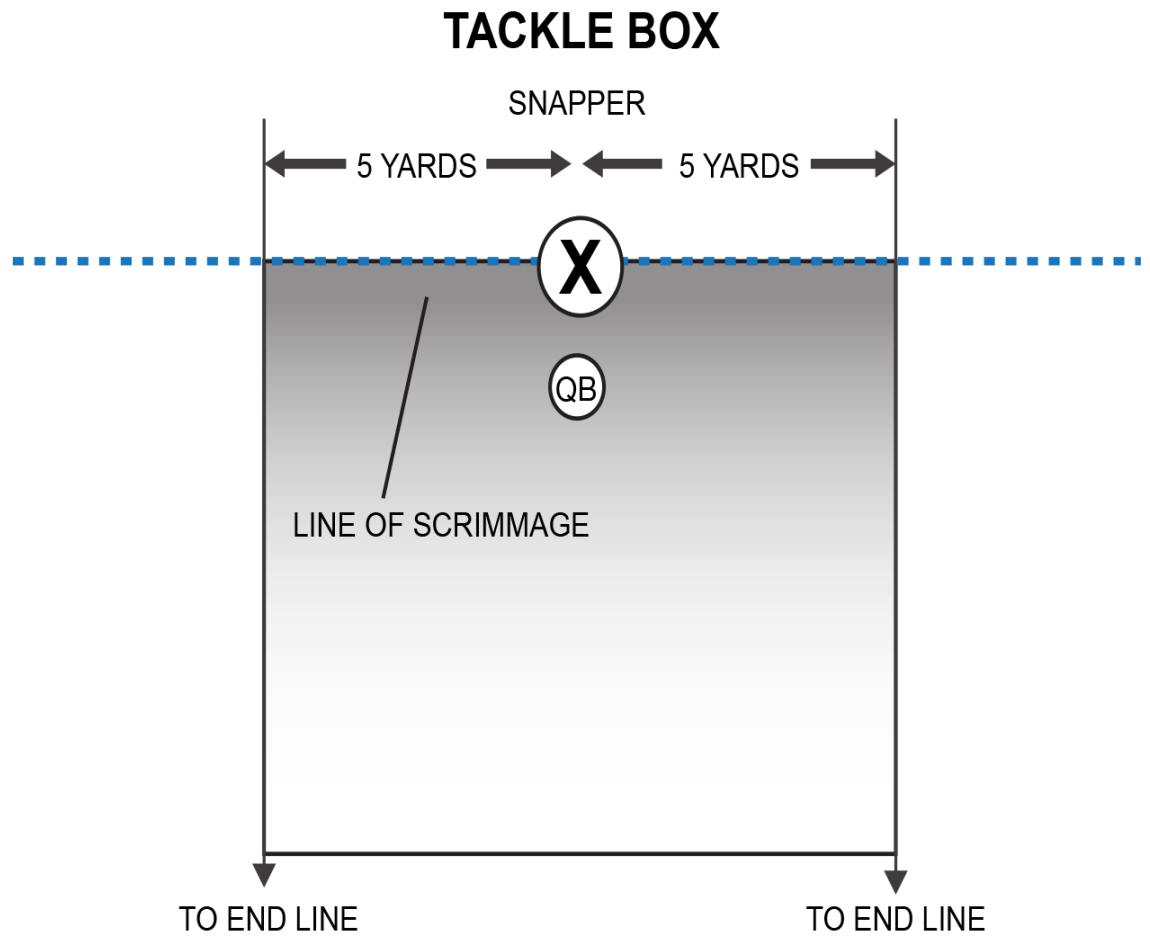 TACKLE BOX
SNAPPER
5 YARDS 5 YARDS
X
QB
LINE OF SCRIMMAGE
TO END LINE TO END LINE